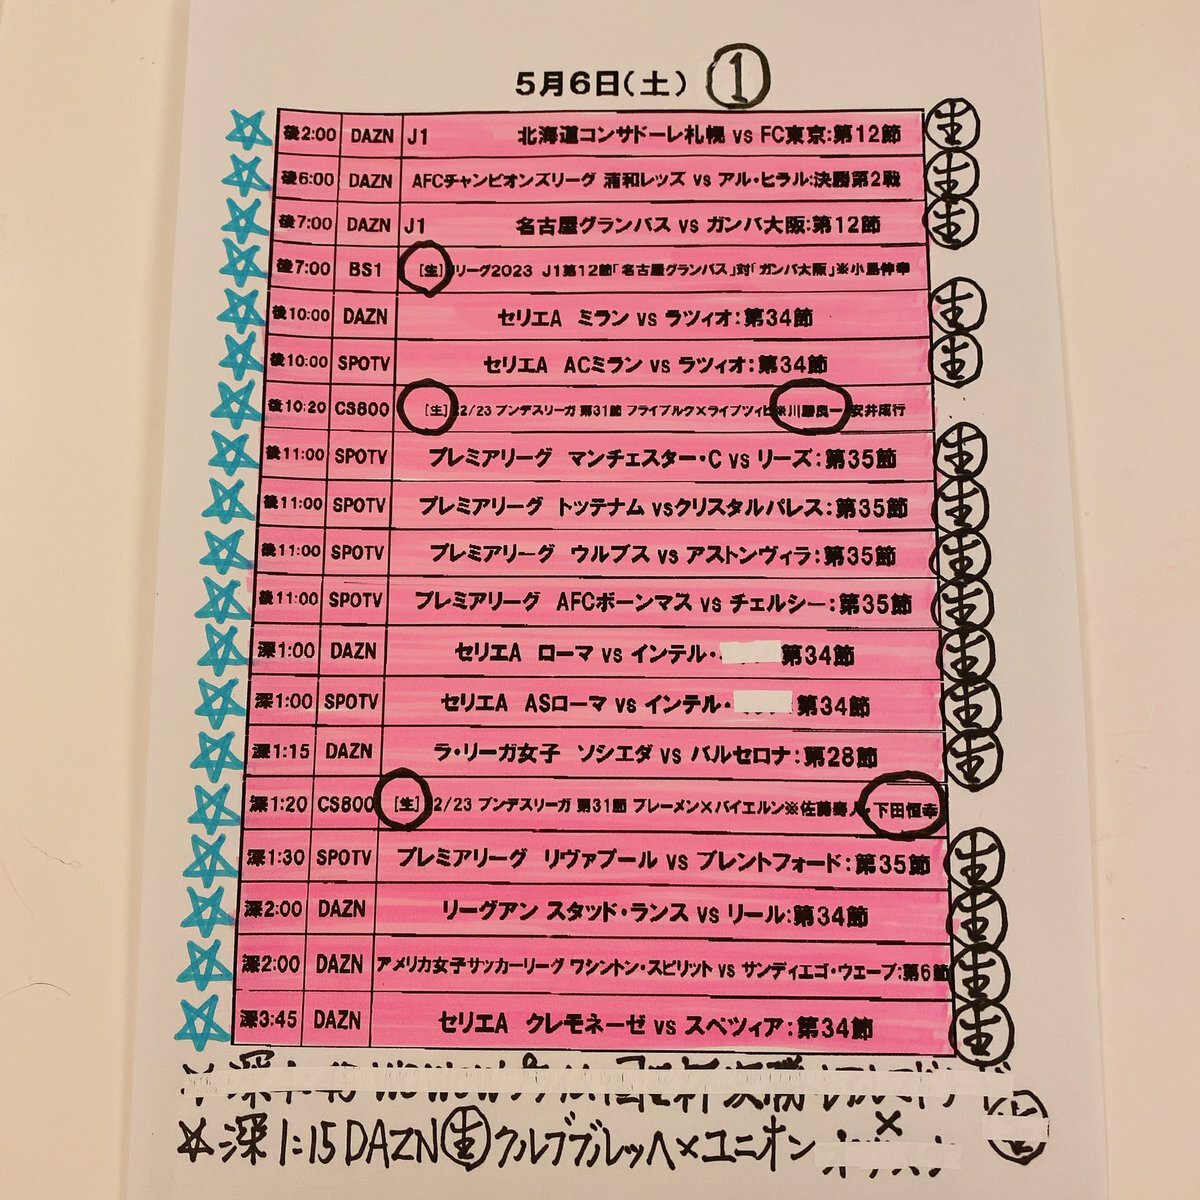 5月6日(土) ①
後2:00 DAZN J1 北海道コンサドーレ札幌 vs FC東京:第12節 生
後6:00 DAZN AFCチャンピオンズリーグ 浦和レッズ vs アル・ヒラル:決勝第2戦 生
後7:00 DAZN J1 名古屋グランパス vs ガンバ大阪:第12節 生
後7:00 BS1 [生]Jリーグ2023 J1第12節「名古屋グランパス」対「ガンバ大阪」※小島伸幸
後10:00 DAZN セリエA ミラン vs ラツィオ:第34節 生
後10:00 SPOTV セリエA ACミラン vs ラツィオ:第34節 生
後10:20 CS800 [生] 22/23 ブンデスリーガ 第31節 フライブルク×ライプツィヒ※川勝良一 安井成行
後11:00 SPOTV プレミアリーグ マンチェスター・C vs リーズ:第35節 生
後11:00 SPOTV プレミアリーグ トッテナム vsクリスタルパレス:第35節 生
後11:00 SPOTV プレミアリーグ ウルブス vs アストンヴィラ:第35節 生
後11:00 SPOTV プレミアリーグ AFCボーンマス vs チェルシー:第35節 生
深1:00 DAZN セリエA ローマ vs インテル・ 第34節 生
深1:00 SPOTV セリエA ASローマ vs インテル・ 第34節 生
深1:15 DAZN ラ・リーガ女子 ソシエダ vs バルセロナ:第28節 生
深1:20 CS800 [生] 2/23 ブンデスリーガ 第31節 ブレーメン×バイエルン※佐藤寿人 下田恒幸
深1:30 SPOTV プレミアリーグ リヴァプール vs ブレントフォード:第35節 生
深2:00 DAZN リーグアン スタッド・ランス vs リール:第34節 生
深2:00 DAZN アメリカ女子サッカーリーグ ワシントン・スピリット vs サンディエゴ・ウェーブ:第6節 生
深3:45 DAZN セリエA クレモネーゼ vs スペツィア:第34節 生
☆深1:15 DAZN 生 クルブブルッヘ×ユニオン